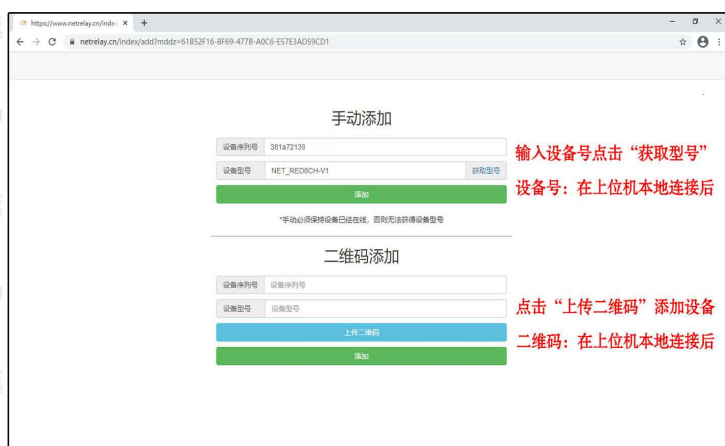 https://www.netrelay.cn/inde
netrelay.cn/index/add?mddz=61B52F16-8F69-477B-A0C6-E57E3AD59CD1
手动添加
设备序列号 381a72139
设备型号 NET_RED8CH-V1 获取型号
添加
*手动必须保持设备已经在线，否则无法获得设备型号
输入设备号点击“获取型号”
设备号：在上位机本地连接后
二维码添加
设备序列号 设备序列号
设备型号 设备型号
上传二维码
添加
点击“上传二维码”添加设备
二维码：在上位机本地连接后